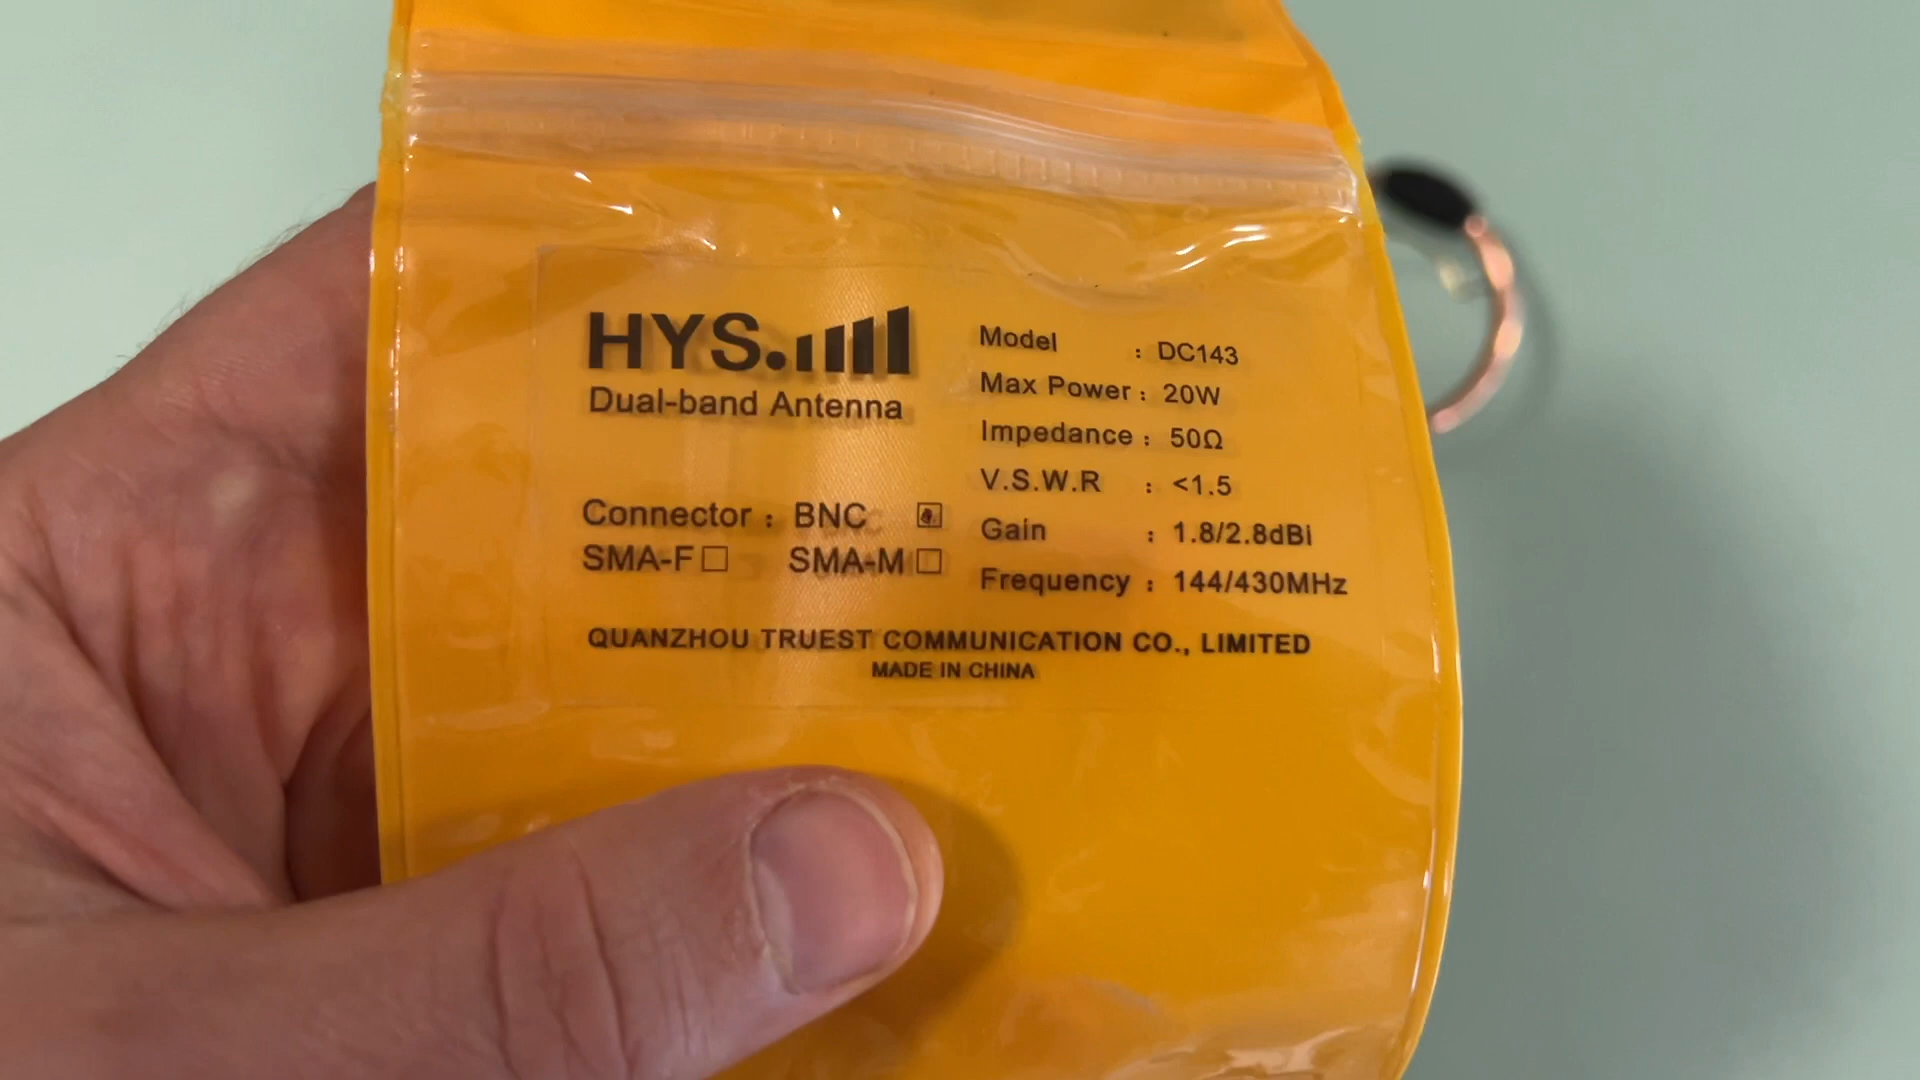 HYS
Dual-band Antenna
Connector : BNC
SMA-F SMA-M
Model : DC143
Max Power : 20W
Impedance : 50Ω
V.S.W.R : <1.5
Gain : 1.8/2.8dBi
Frequency : 144/430MHz
QUANZHOU TRUEST COMMUNICATION CO., LIMITED
MADE IN CHINA